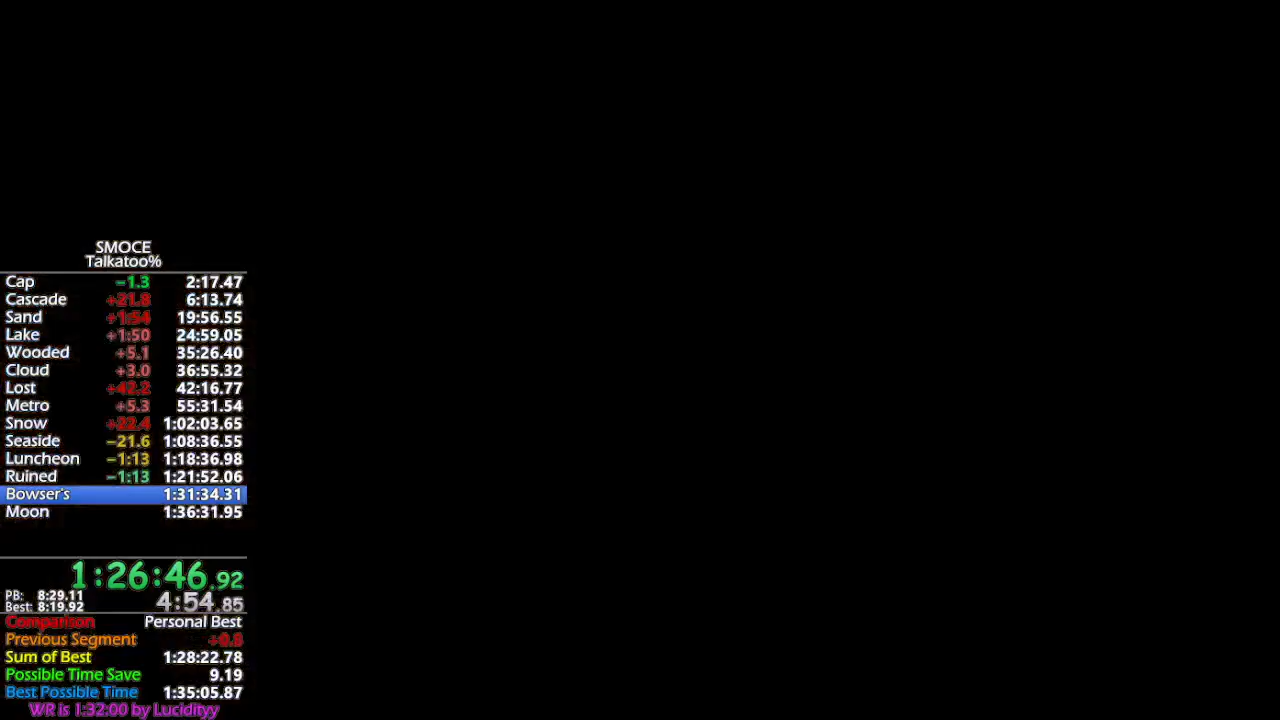 SMOCE
Talkatoo%
Cap −1.3 2:17.47
Cascade +21.8 6:13.74
Sand +1:54 19:56.55
Lake +1:50 24:59.05
Wooded +5.1 35:26.40
Cloud +3.0 36:55.32
Lost +42.2 42:16.77
Metro +5.3 55:31.54
Snow +22.4 1:02:03.65
Seaside −21.6 1:08:36.55
Luncheon −1:13 1:18:36.98
Ruined −1:13 1:21:52.06
Bowser's 1:31:34.31
Moon 1:36:31.95
1:26:46.92
PB: 8:29.11
Best: 8:19.92 4:54.85
Comparison Personal Best
Previous Segment +0.8
Sum of Best 1:28:22.78
Possible Time Save 9.19
Best Possible Time 1:35:05.87
WR is 1:32:00 by Lucidityy